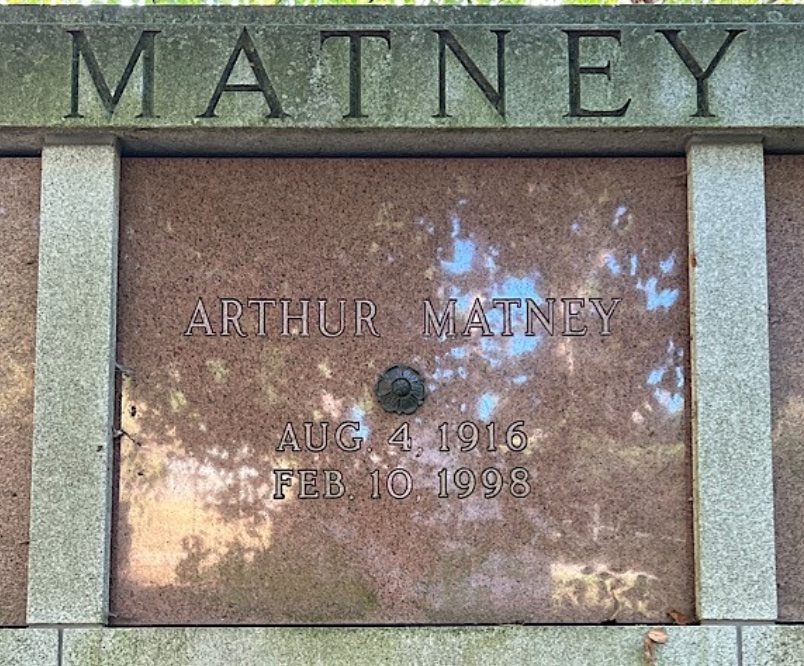 MATNEY
ARTHUR MATNEY
AUG. 4, 1916
FEB. 10, 1998